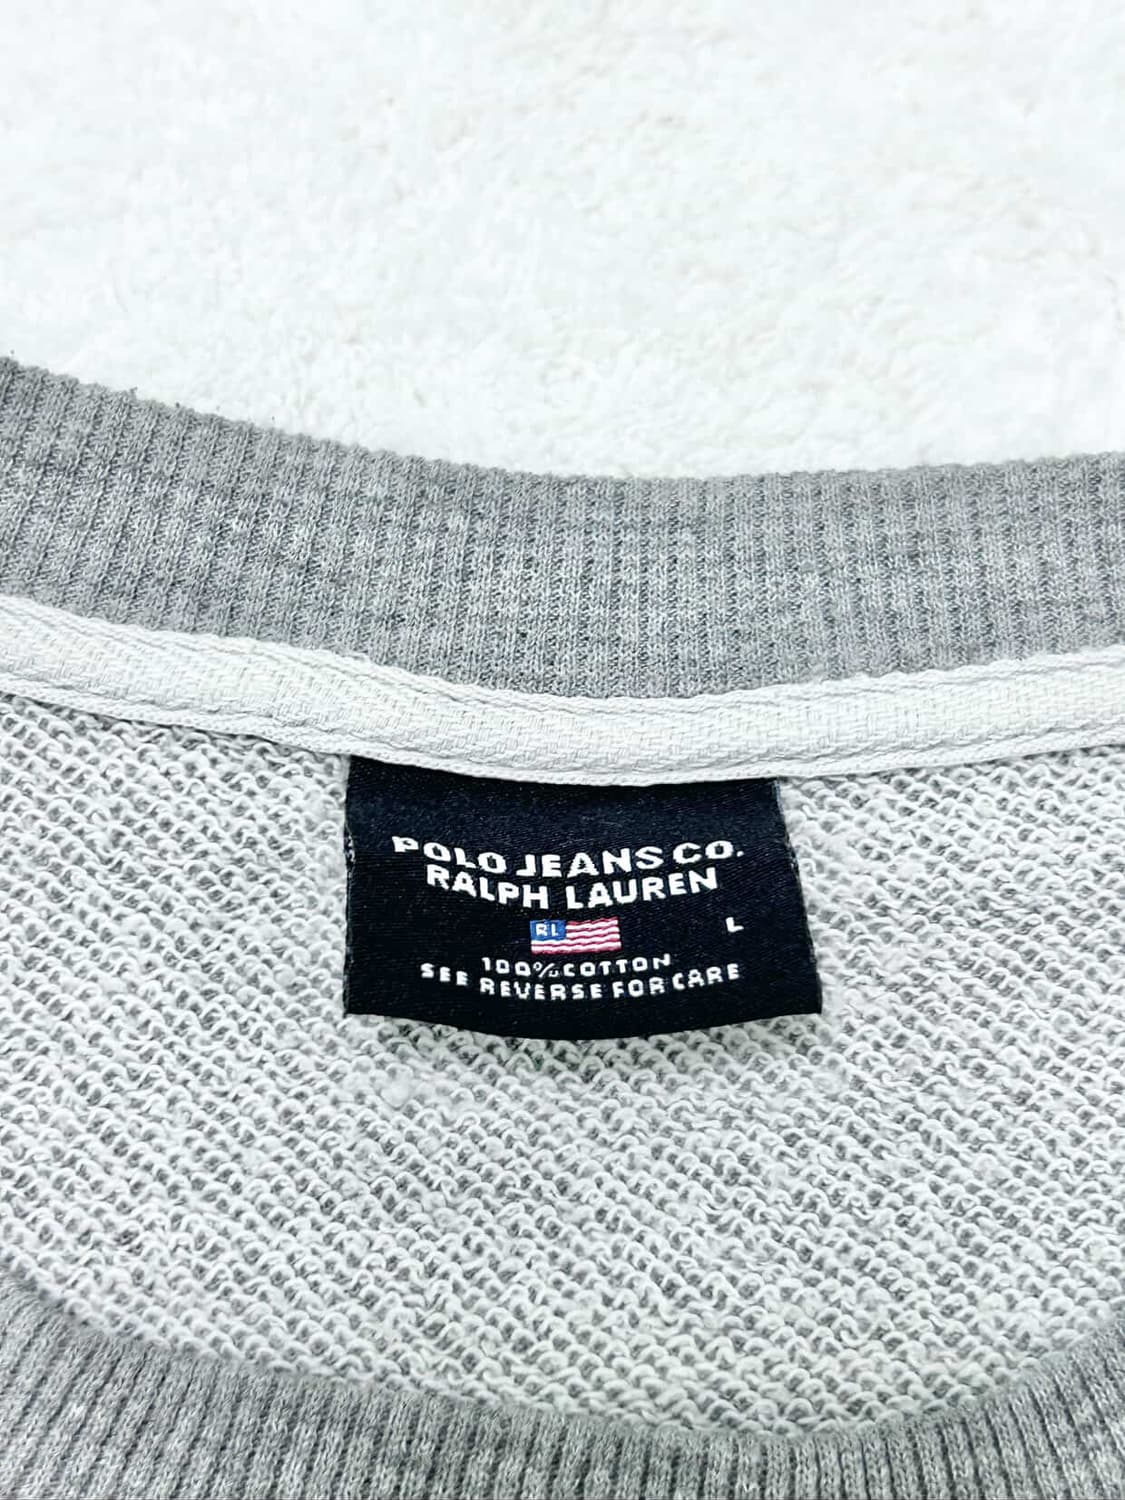 POLO JEANS CO.
RALPH LAUREN
RL
L
100% COTTON
SEE REVERSE FOR CARE